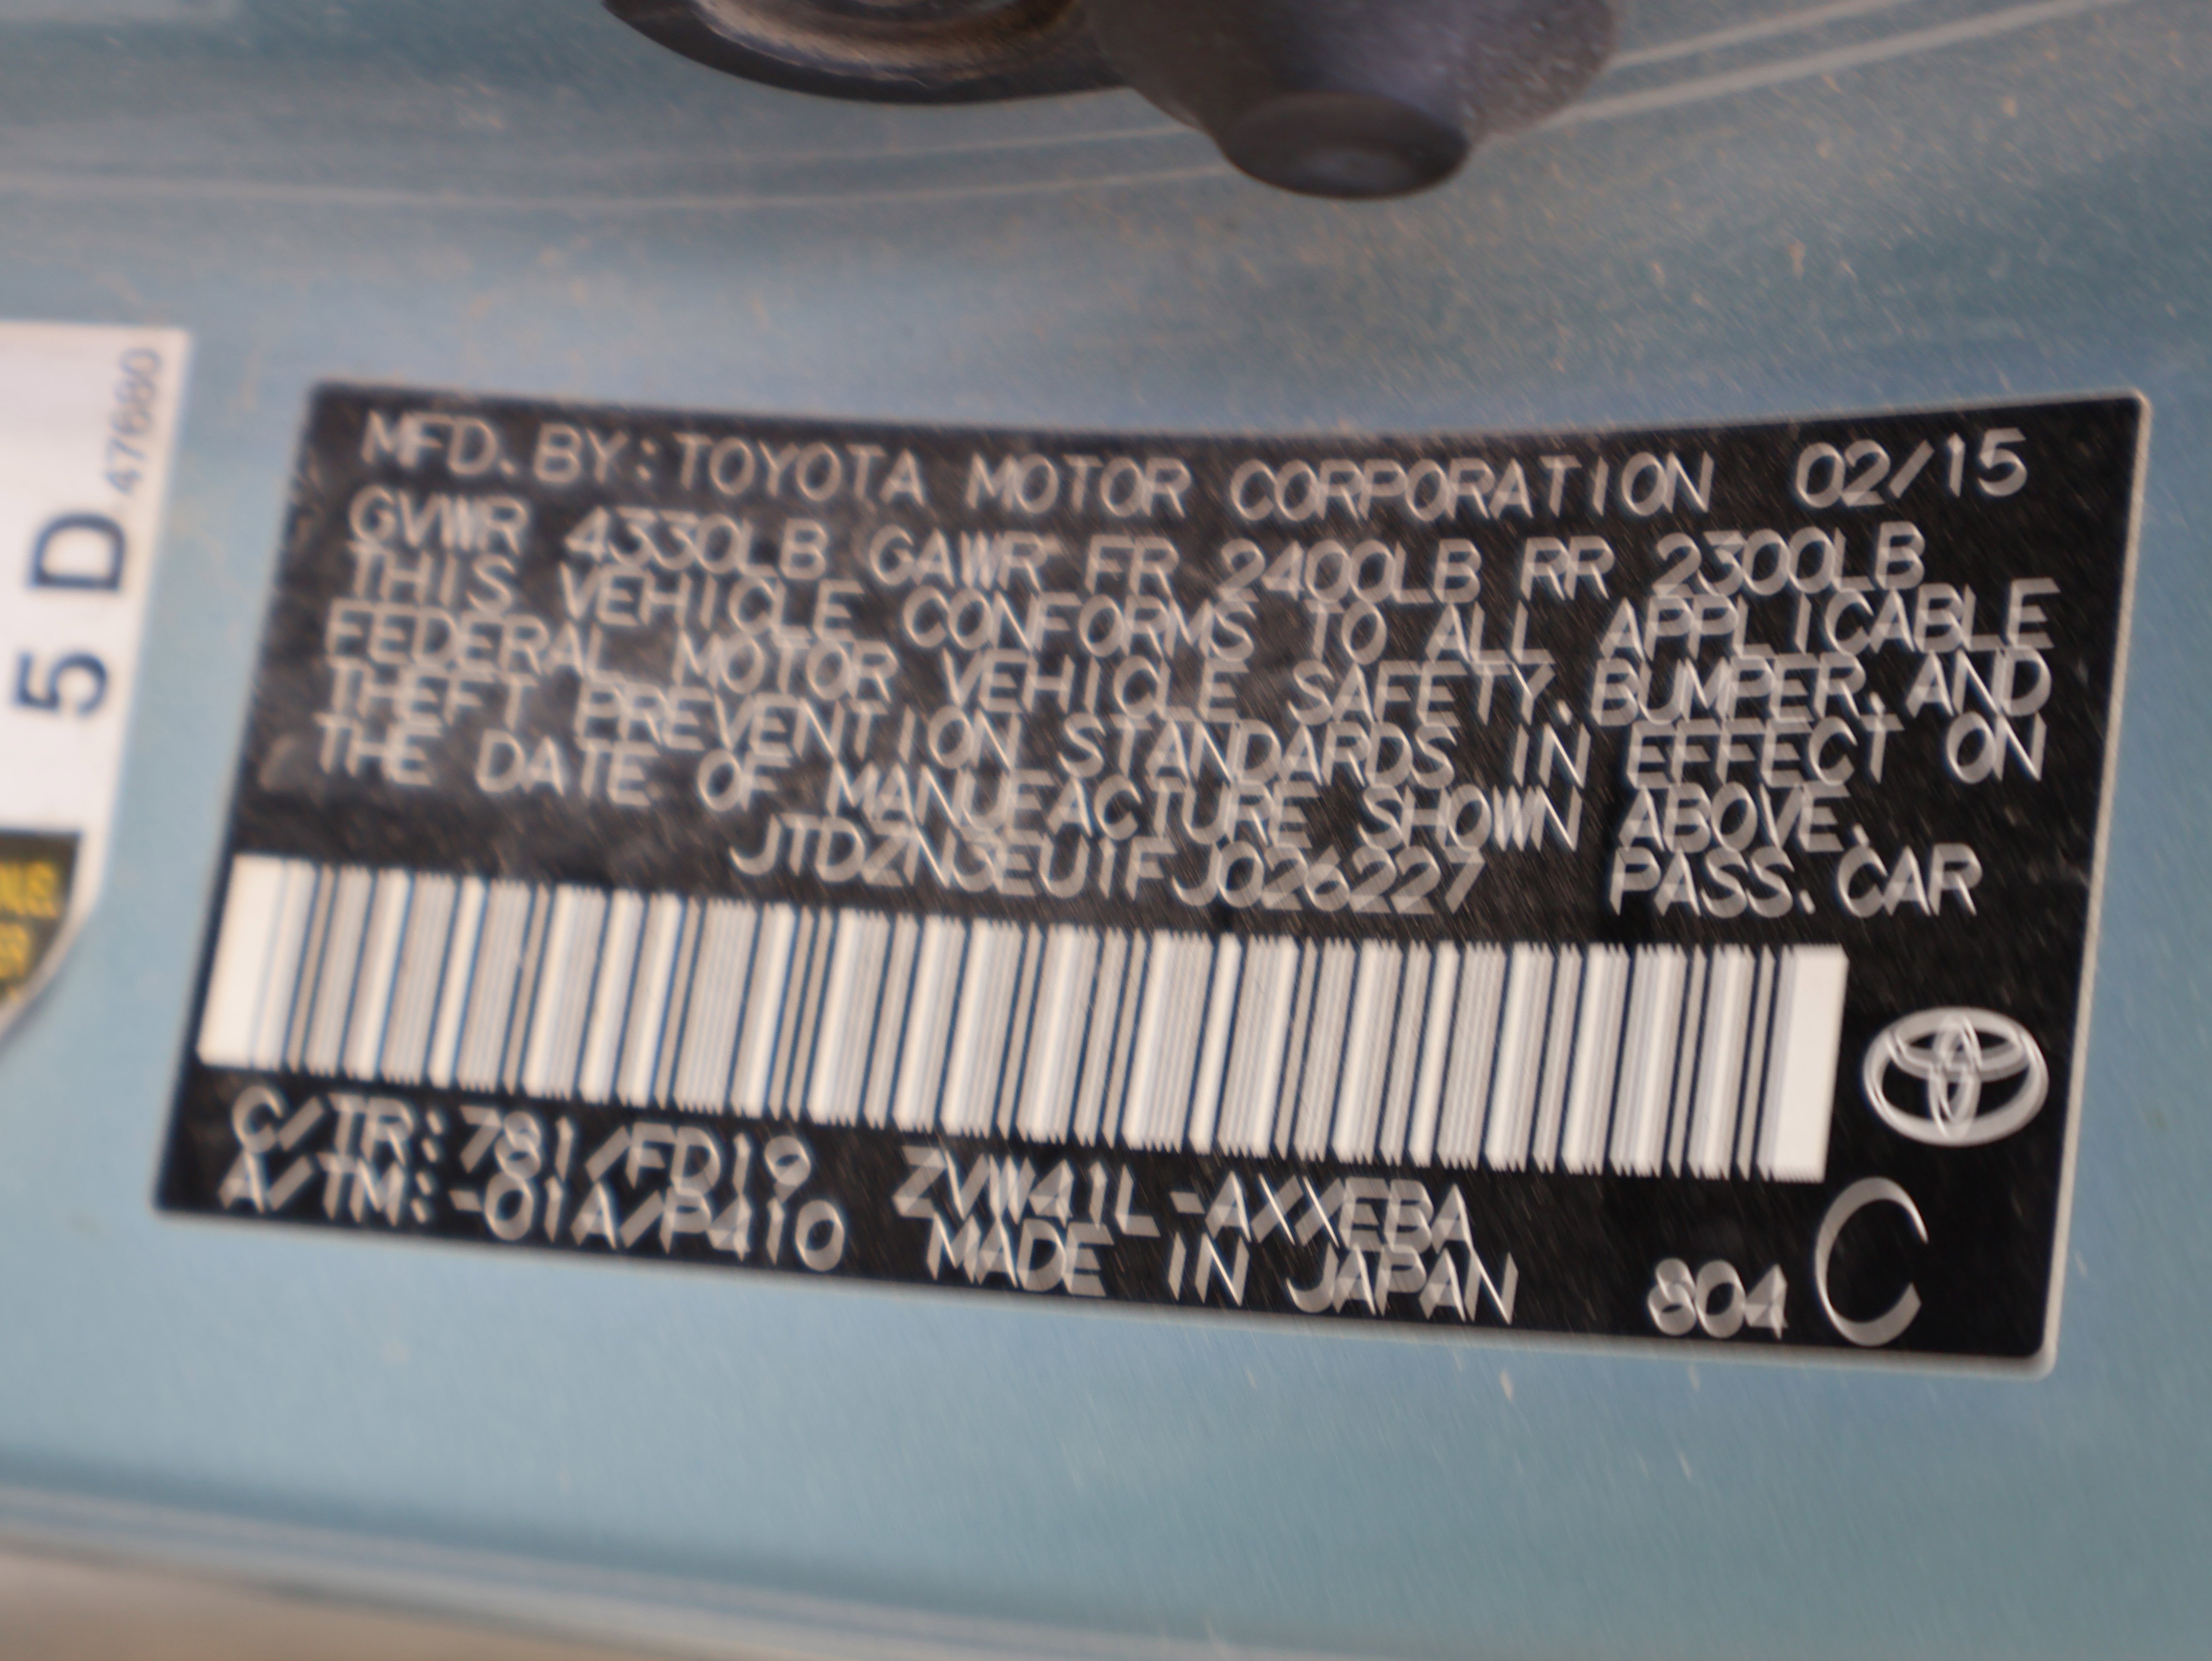 47680
5 D
MFD. BY: TOYOTA MOTOR CORPORATION 02/15
GVWR 4330LB GAWR FR 2400LB RR 2300LB
THIS VEHICLE CONFORMS TO ALL APPLICABLE
FEDERAL MOTOR VEHICLE SAFETY, BUMPER, AND
THEFT PREVENTION STANDARDS IN EFFECT ON
THE DATE OF MANUFACTURE SHOWN ABOVE.
JTDZN3EU1FJ026227 PASS. CAR
C/TR: 781/FD19 ZVW41L-AXXEBA
A/TM: -01A/P410 MADE IN JAPAN 804 C